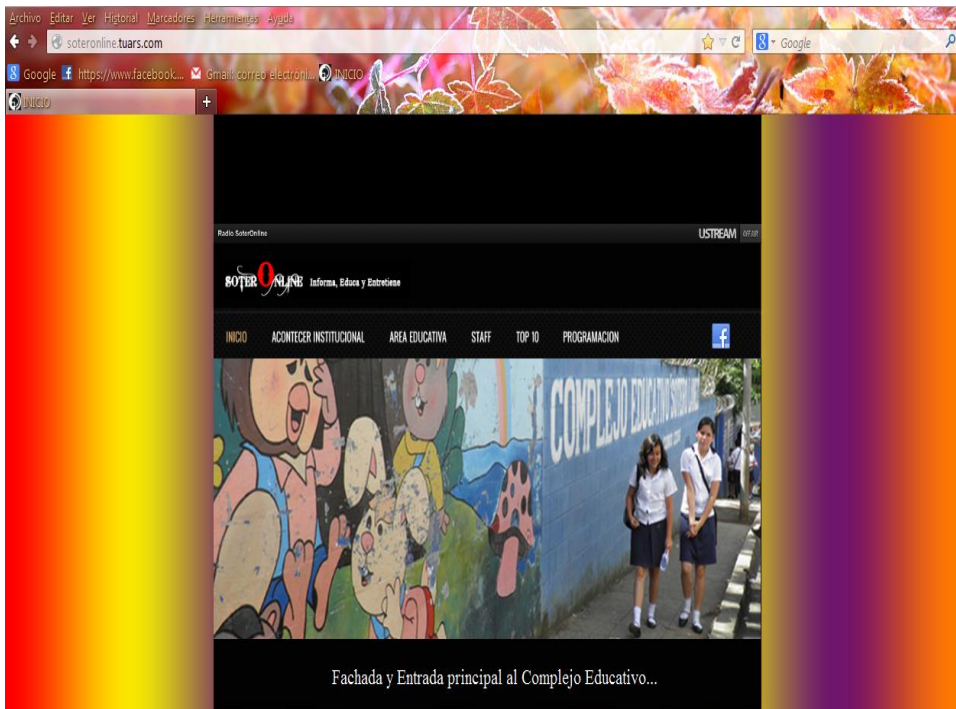 Archivo Editar Ver Historial Marcadores Herramientas Ayuda
soteronline.tuars.com
Google
Google https://www.facebook.... Gmail: correo electróni... INICIO
INICIO
Radio SoterOnline USTREAM OFF AIR
SOTER ONLINE Informa, Educa y Entretiene
INICIO ACONTECER INSTITUCIONAL AREA EDUCATIVA STAFF TOP 10 PROGRAMACION
COMPLEJO EDUCATIVO
Fachada y Entrada principal al Complejo Educativo...